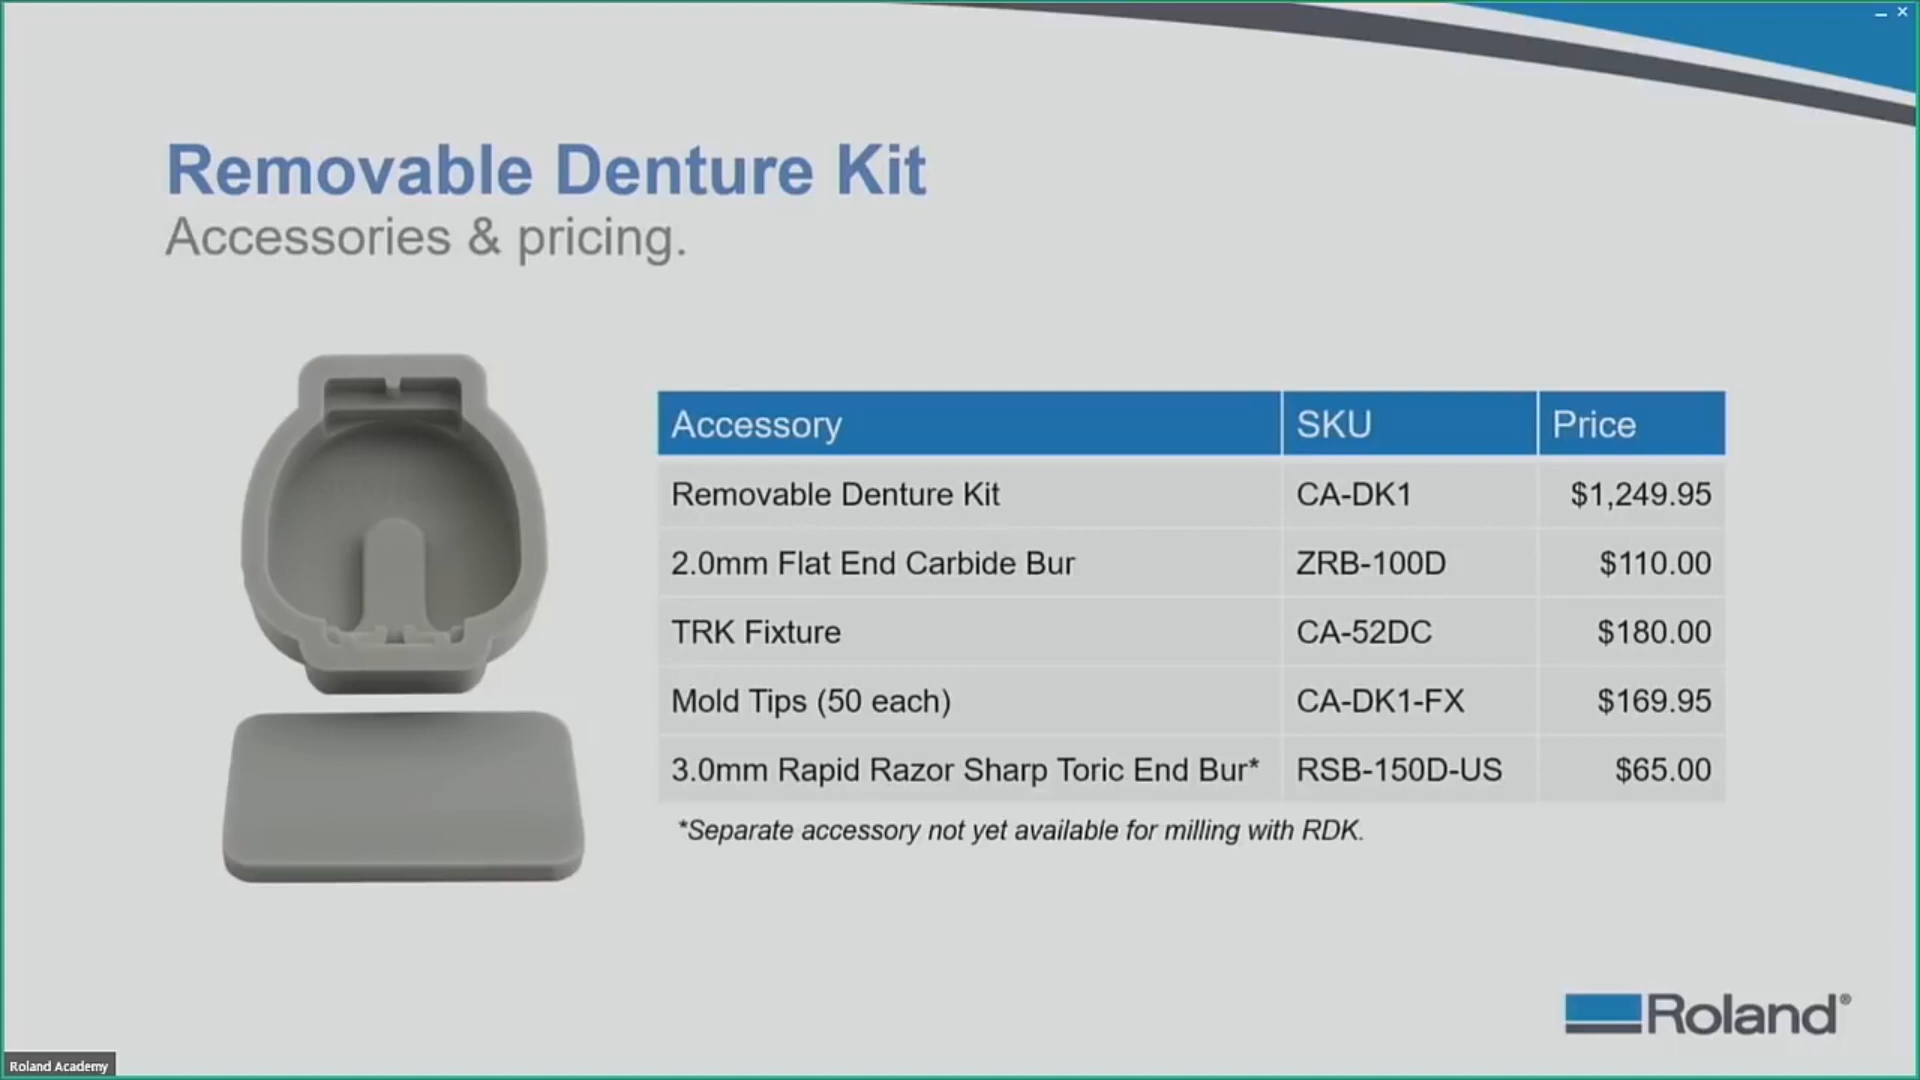 Removable Denture Kit
Accessories & pricing.
Accessory SKU Price
Removable Denture Kit CA-DK1 $1,249.95
2.0mm Flat End Carbide Bur ZRB-100D $110.00
TRK Fixture CA-52DC $180.00
Mold Tips (50 each) CA-DK1-FX $169.95
3.0mm Rapid Razor Sharp Toric End Bur* RSB-150D-US $65.00
*Separate accessory not yet available for milling with RDK.
Roland®
Roland Academy